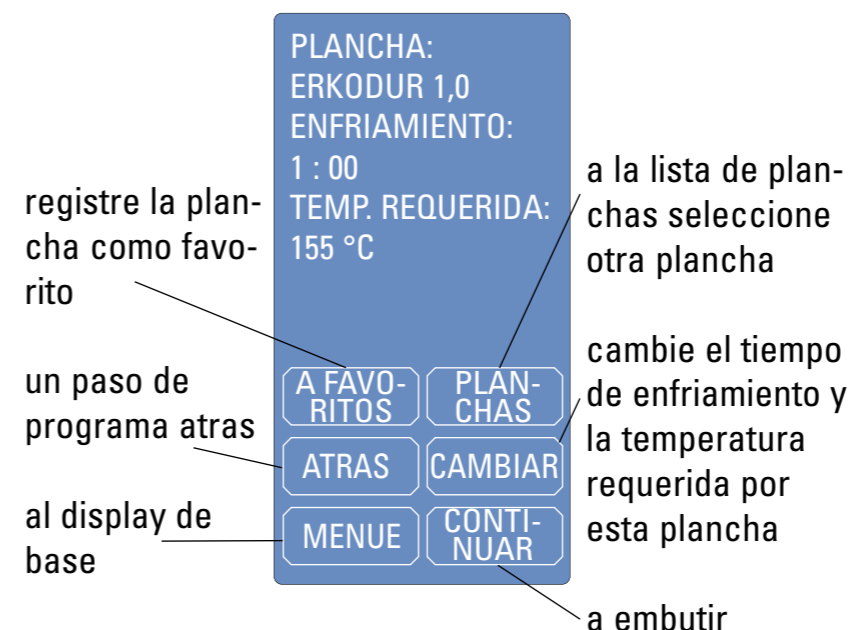 PLANCHA:
ERKODUR 1,0
ENFRIAMIENTO:
1 : 00
TEMP. REQUERIDA:
155 °C
A FAVO-
RITOS
PLAN-
CHAS
ATRAS
CAMBIAR
MENUE
CONTI-
NUAR
registre la plan-
cha como favo-
rito
un paso de
programa atras
al display de
base
a la lista de plan-
chas seleccione
otra plancha
cambie el tiempo
de enfriamiento y
la temperatura
requerida por
esta plancha
a embutir